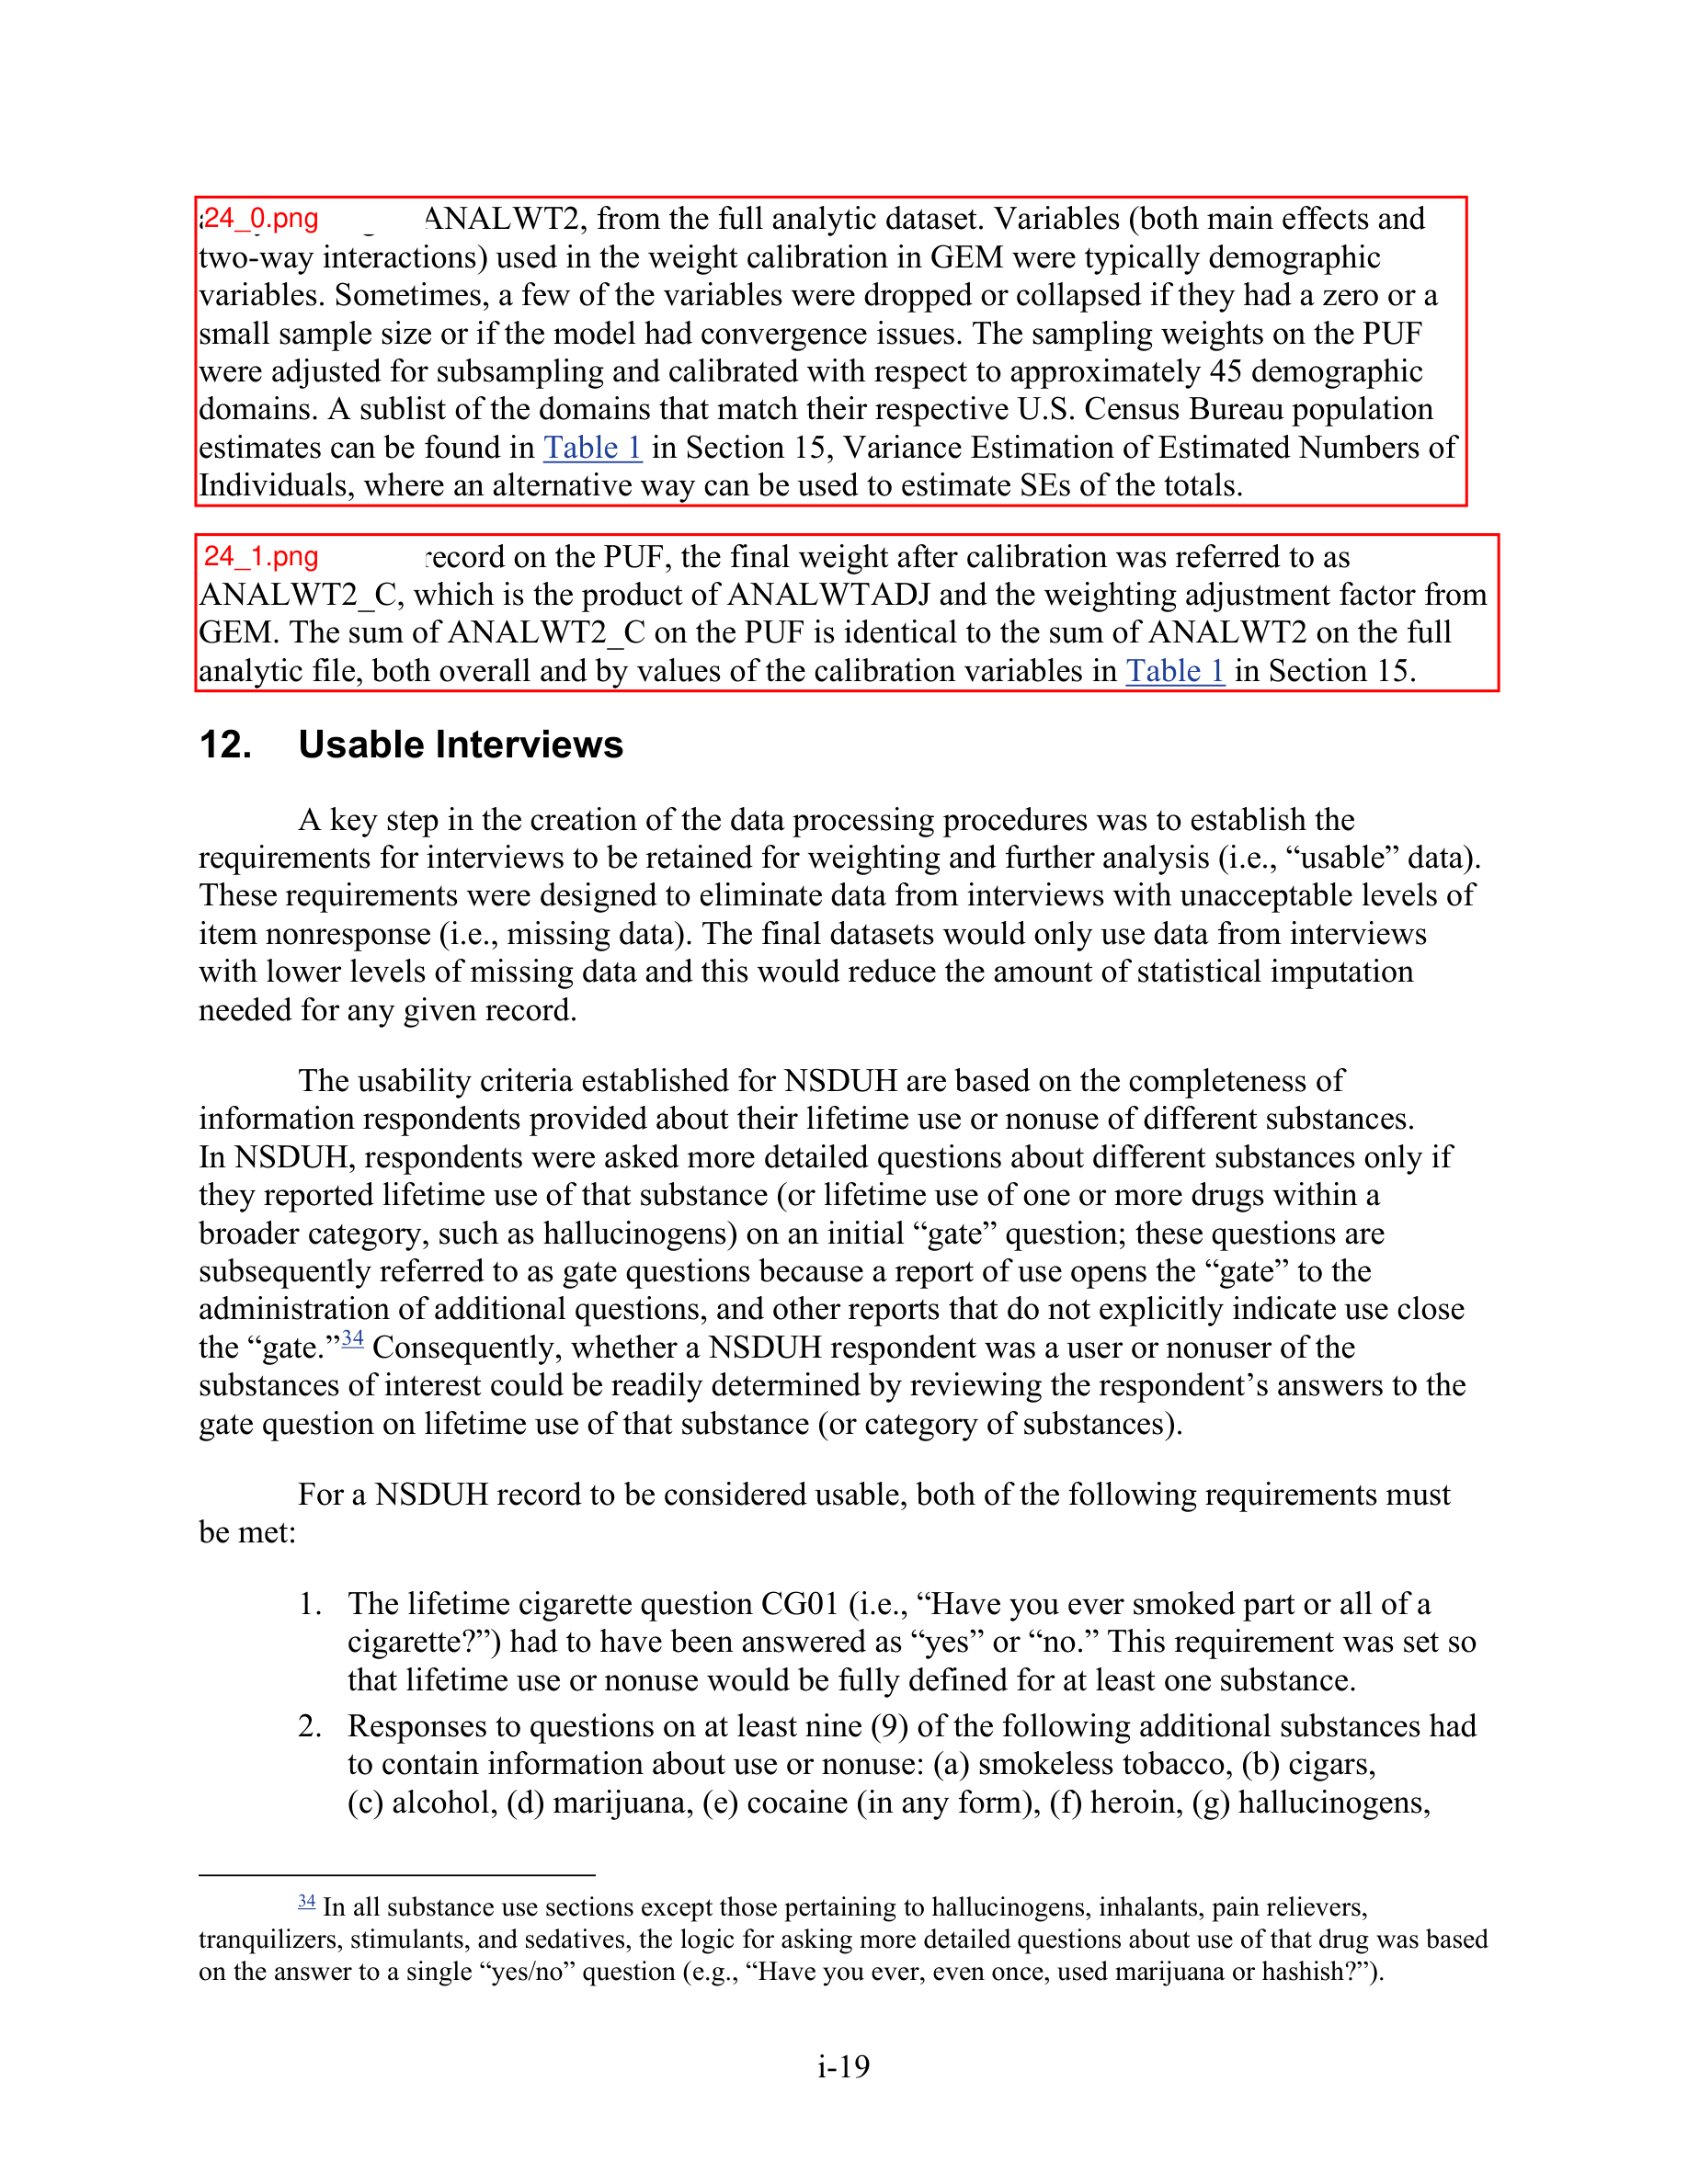 24_0.png ANALWT2, from the full analytic dataset. Variables (both main effects and
two-way interactions) used in the weight calibration in GEM were typically demographic
variables. Sometimes, a few of the variables were dropped or collapsed if they had a zero or a
small sample size or if the model had convergence issues. The sampling weights on the PUF
were adjusted for subsampling and calibrated with respect to approximately 45 demographic
domains. A sublist of the domains that match their respective U.S. Census Bureau population
estimates can be found in Table 1 in Section 15, Variance Estimation of Estimated Numbers of
Individuals, where an alternative way can be used to estimate SEs of the totals.
24_1.png record on the PUF, the final weight after calibration was referred to as
ANALWT2_C, which is the product of ANALWTADJ and the weighting adjustment factor from
GEM. The sum of ANALWT2_C on the PUF is identical to the sum of ANALWT2 on the full
analytic file, both overall and by values of the calibration variables in Table 1 in Section 15.
12. Usable Interviews
A key step in the creation of the data processing procedures was to establish the
requirements for interviews to be retained for weighting and further analysis (i.e., “usable” data).
These requirements were designed to eliminate data from interviews with unacceptable levels of
item nonresponse (i.e., missing data). The final datasets would only use data from interviews
with lower levels of missing data and this would reduce the amount of statistical imputation
needed for any given record.
The usability criteria established for NSDUH are based on the completeness of
information respondents provided about their lifetime use or nonuse of different substances.
In NSDUH, respondents were asked more detailed questions about different substances only if
they reported lifetime use of that substance (or lifetime use of one or more drugs within a
broader category, such as hallucinogens) on an initial “gate” question; these questions are
subsequently referred to as gate questions because a report of use opens the “gate” to the
administration of additional questions, and other reports that do not explicitly indicate use close
the “gate.”34 Consequently, whether a NSDUH respondent was a user or nonuser of the
substances of interest could be readily determined by reviewing the respondent’s answers to the
gate question on lifetime use of that substance (or category of substances).
For a NSDUH record to be considered usable, both of the following requirements must
be met:
1. The lifetime cigarette question CG01 (i.e., “Have you ever smoked part or all of a
cigarette?”) had to have been answered as “yes” or “no.” This requirement was set so
that lifetime use or nonuse would be fully defined for at least one substance.
2. Responses to questions on at least nine (9) of the following additional substances had
to contain information about use or nonuse: (a) smokeless tobacco, (b) cigars,
(c) alcohol, (d) marijuana, (e) cocaine (in any form), (f) heroin, (g) hallucinogens,
34 In all substance use sections except those pertaining to hallucinogens, inhalants, pain relievers,
tranquilizers, stimulants, and sedatives, the logic for asking more detailed questions about use of that drug was based
on the answer to a single “yes/no” question (e.g., “Have you ever, even once, used marijuana or hashish?”).
i-19